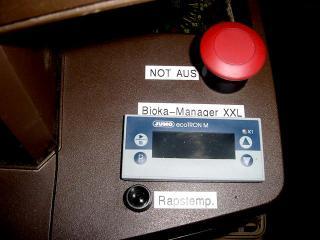 NOT AUS
Bioka-Manager XXL
JUMO ecoTRON M
K1
P
Rapstemp.